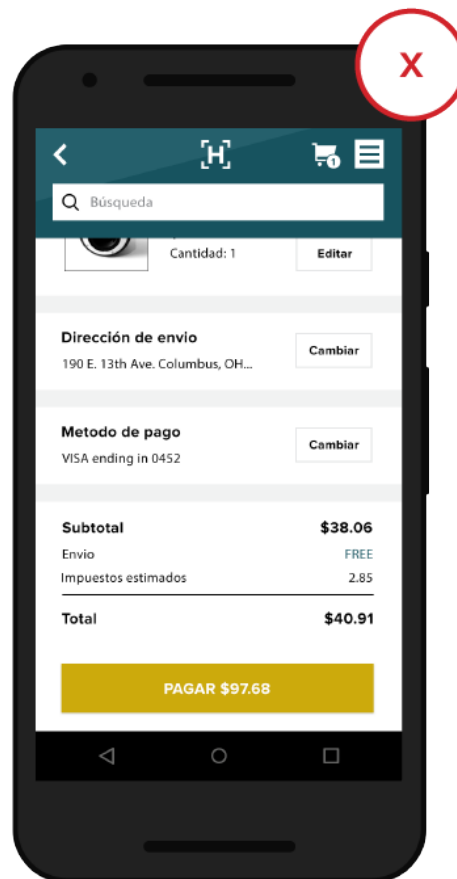 X
[H]
1
Búsqueda
Cantidad: 1
Editar
Dirección de envio
190 E. 13th Ave. Columbus, OH...
Cambiar
Metodo de pago
VISA ending in 0452
Cambiar
Subtotal $38.06
Envio FREE
Impuestos estimados 2.85
Total $40.91
PAGAR $97.68